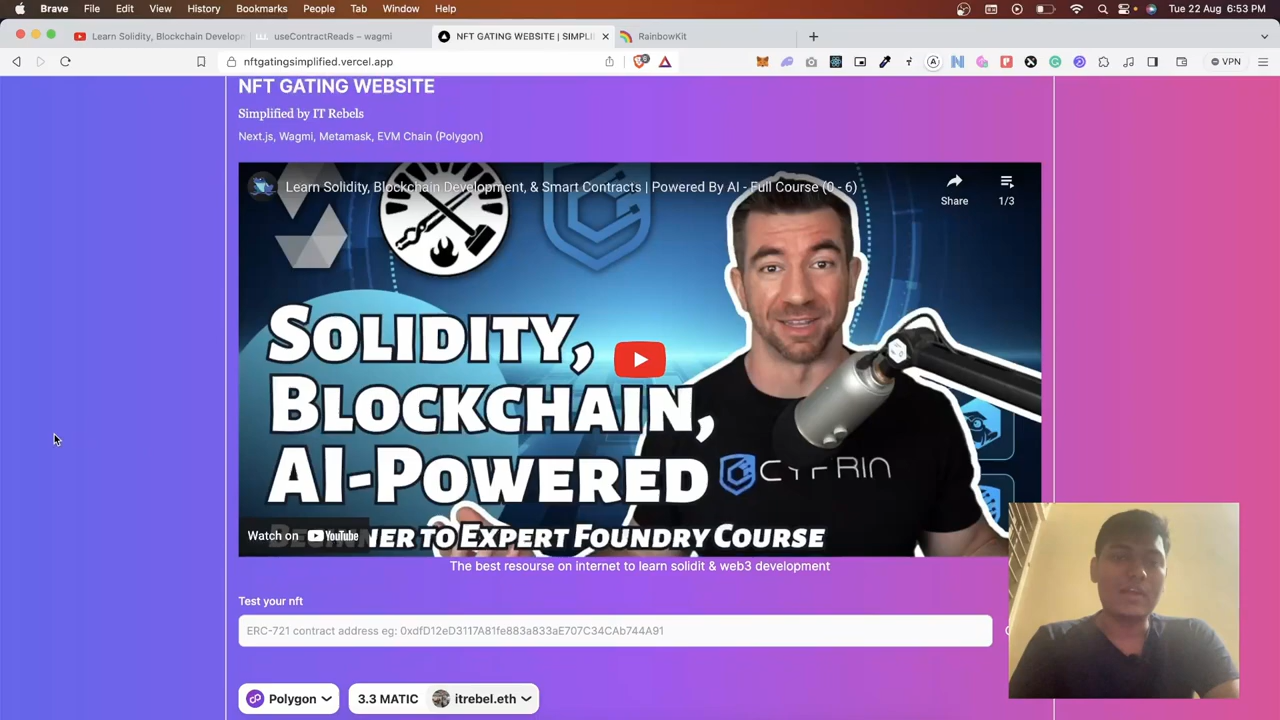 Brave File Edit View History Bookmarks People Tab Window Help Tue 22 Aug 6:53 PM
Learn Solidity, Blockchain Develop
useContractReads – wagmi
NFT GATING WEBSITE | SIMPLI
RainbowKit
nftgatingsimplified.vercel.app
VPN
NFT GATING WEBSITE
Simplified by IT Rebels
Next.js, Wagmi, Metamask, EVM Chain (Polygon)
Learn Solidity, Blockchain Development, & Smart Contracts | Powered By AI - Full Course (0 - 6)
Share
1/3
SOLIDITY,
BLOCKCHAIN,
AI-POWERED
CYFRIN
Watch on YouTube
NER TO EXPERT FOUNDRY COURSE
The best resourse on internet to learn solidit & web3 development
Test your nft
ERC-721 contract address eg: 0xdfD12eD3117A81fe883a833aE707C34CAb744A91
Polygon
3.3 MATIC
itrebel.eth